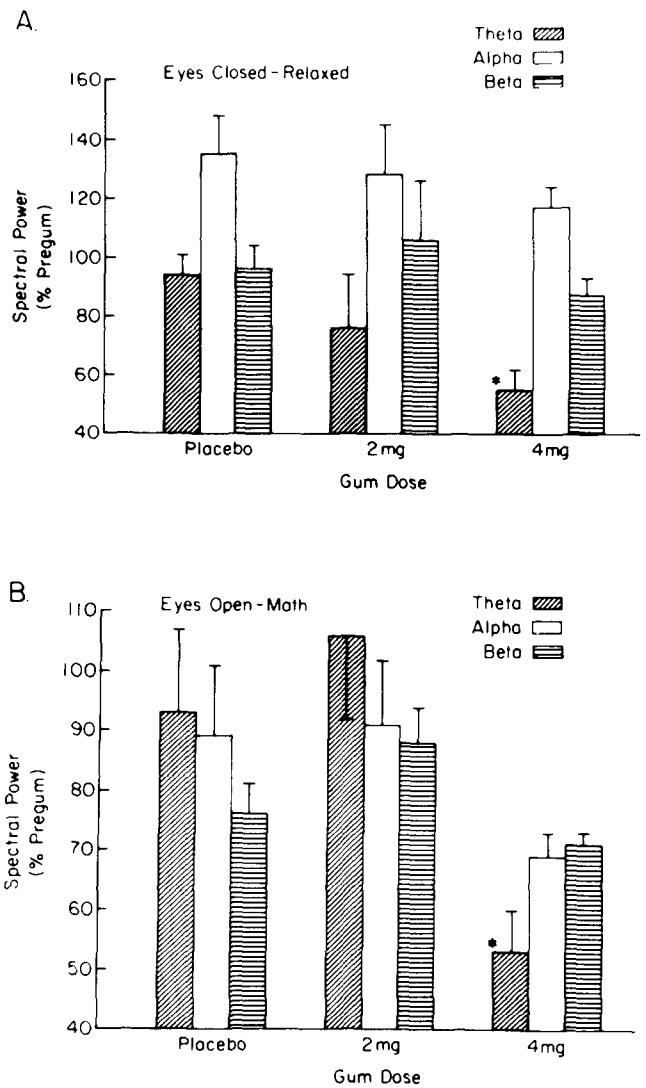 A.
Theta
Alpha
Beta
Eyes Closed-Relaxed
160
140
120
100
80
60
40
Spectral Power
(% Pregum)
*
Placebo
2mg
4mg
Gum Dose
B.
Eyes Open-Math
Theta
Alpha
Beta
110
100
90
80
70
60
50
40
Spectral Power
(% Pregum)
*
Placebo
2mg
4mg
Gum Dose